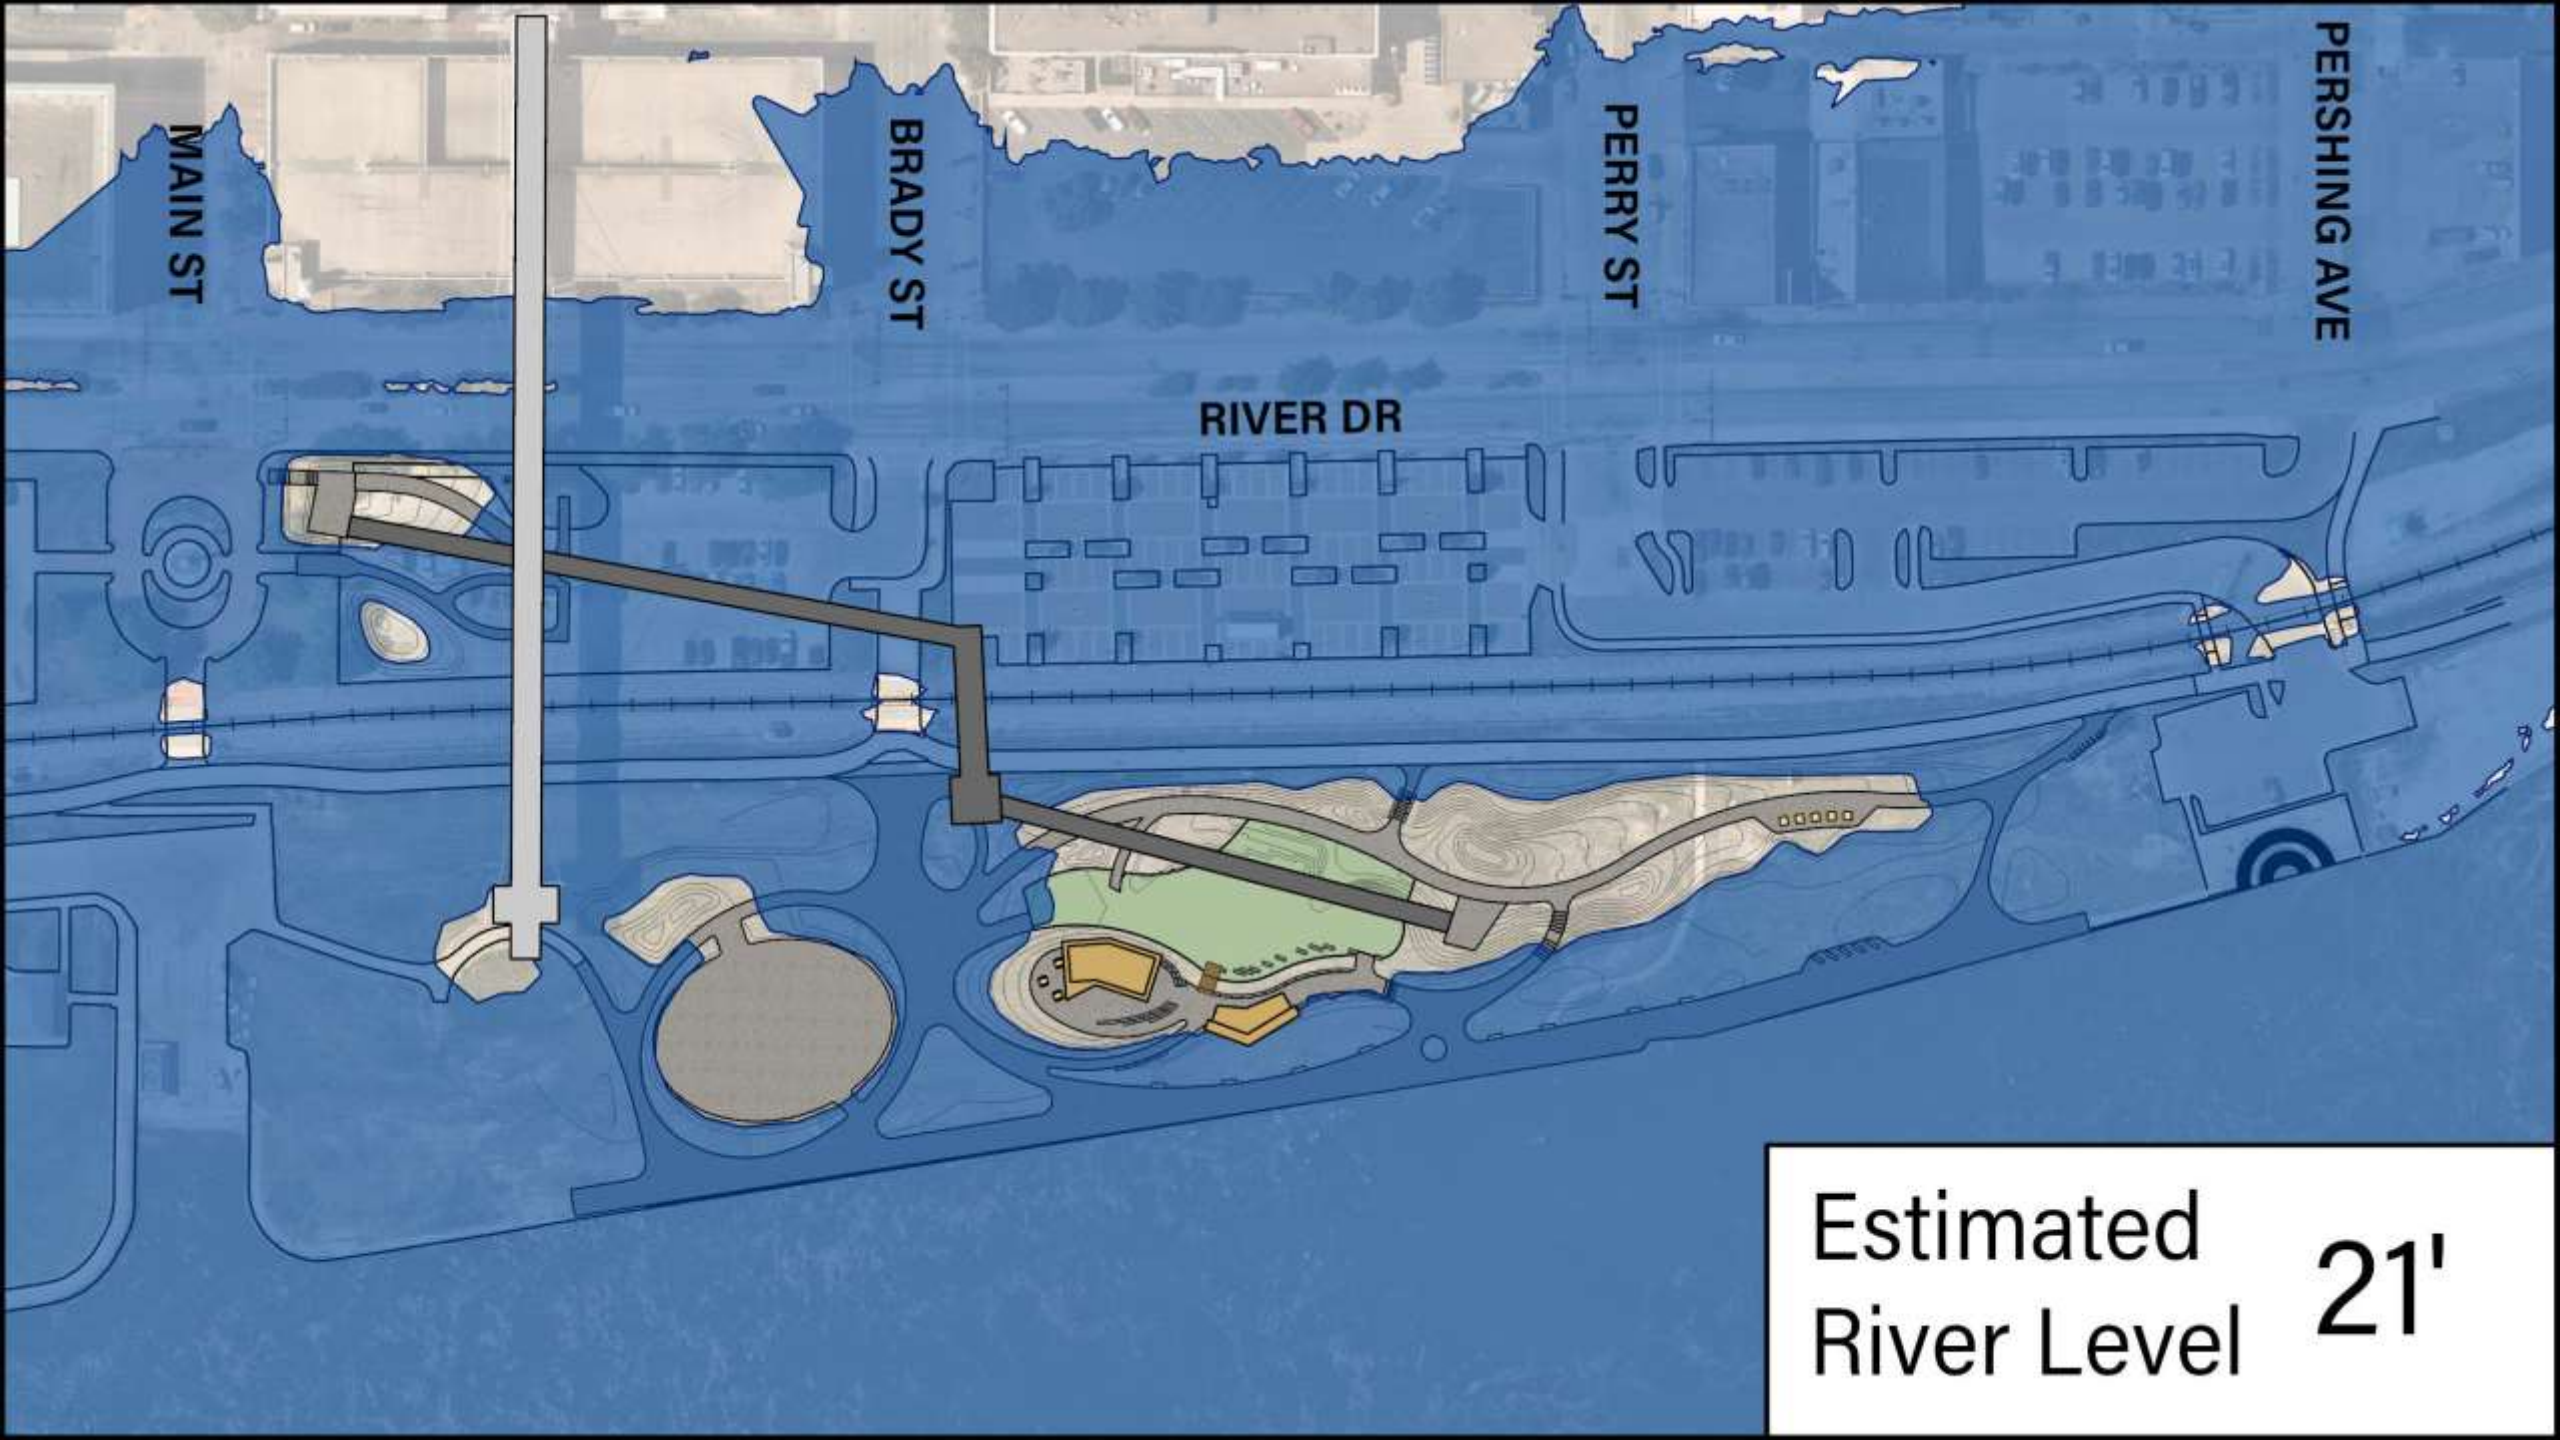 MAIN ST
BRADY ST
PERRY ST
PERSHING AVE
RIVER DR
Estimated
River Level
21'